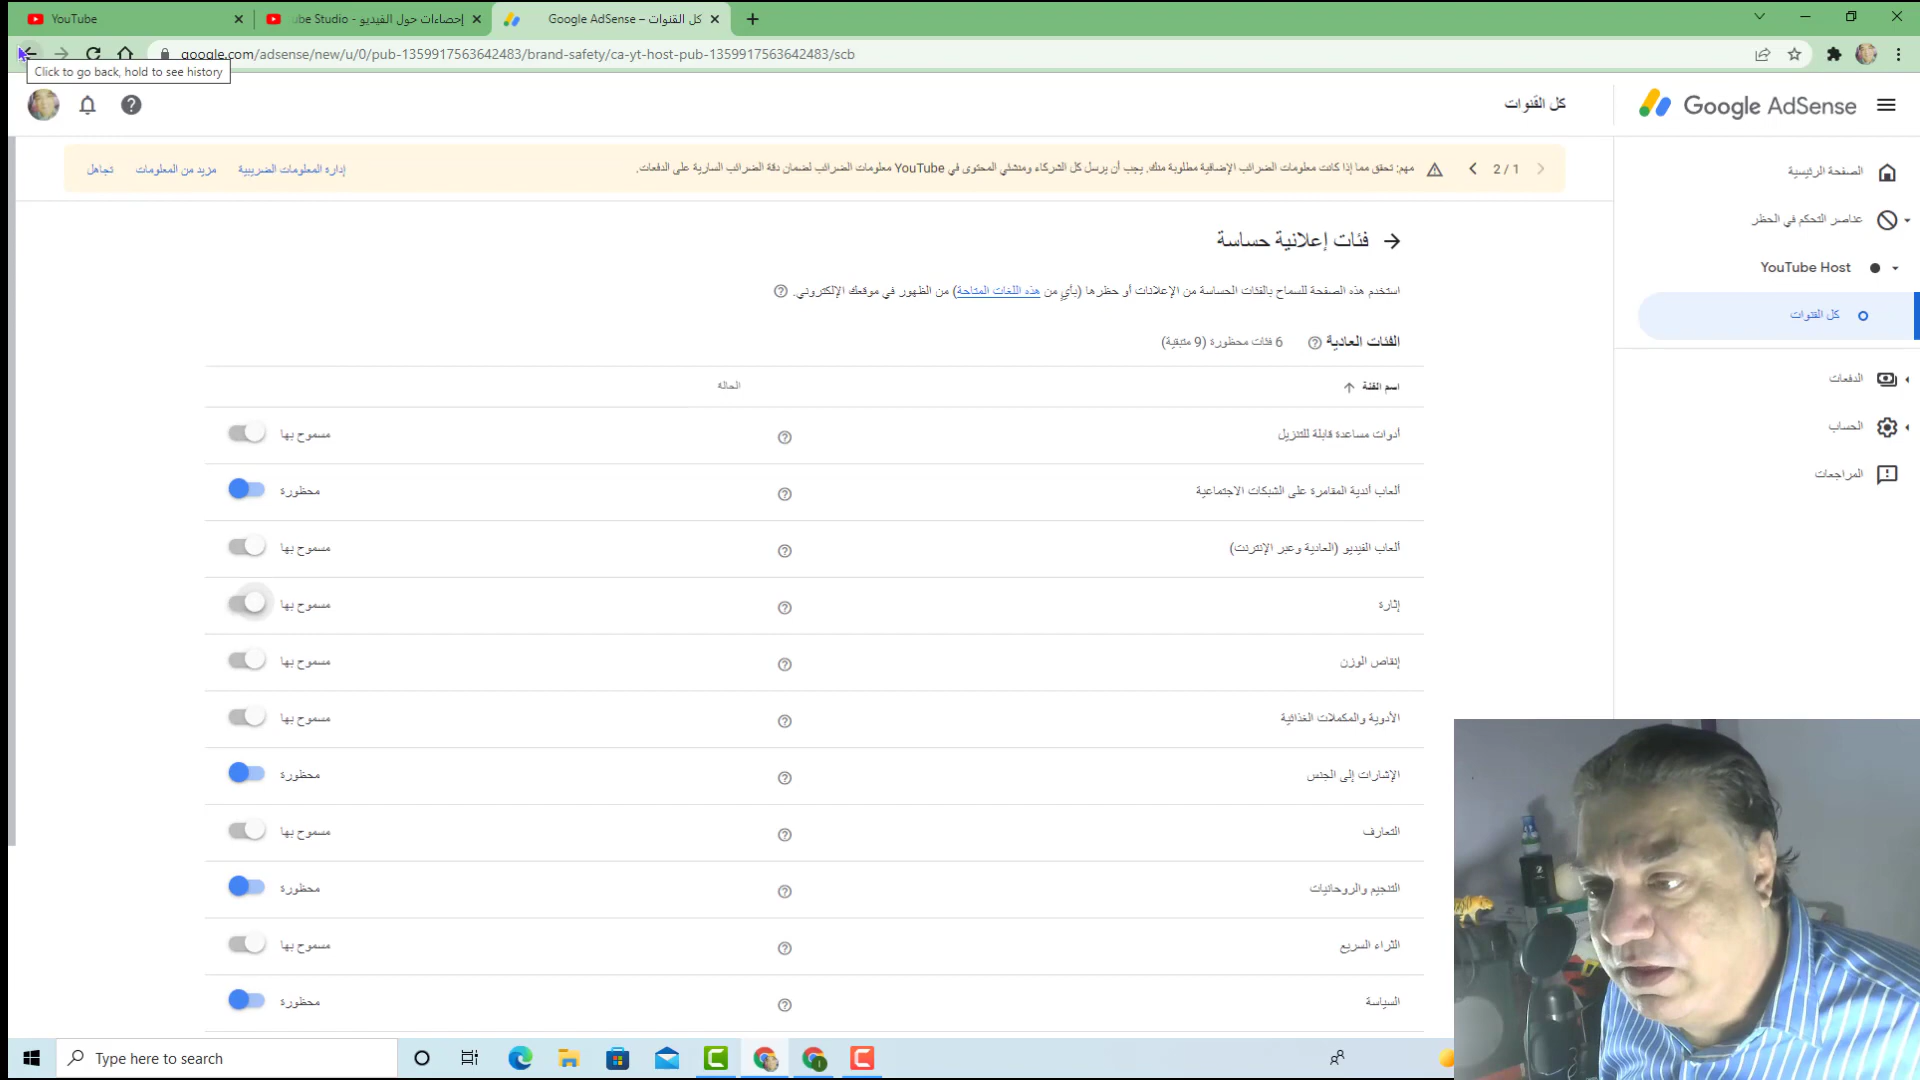 YouTube
ube Studio - إحصاءات حول الفيديو
Google AdSense – كل القنوات
google.com/adsense/new/u/0/pub-1359917563642483/brand-safety/ca-yt-host-pub-1359917563642483/scb
Click to go back, hold to see history
Google AdSense
كل القنوات
مهم: تحقق مما إذا كانت معلومات الضرائب الإضافية مطلوبة منك. يجب أن يرسل كل الشركاء ومنشئي المحتوى في YouTube معلومات الضرائب لضمان دقة الضرائب السارية على الدفعات.
1 / 2
إدارة المعلومات الضريبية
مزيد من المعلومات
تجاهل
الصفحة الرئيسية
عناصر التحكم في الحظر
YouTube Host
كل القنوات
الدفعات
الحساب
المراجعات
فئات إعلانية حساسة
استخدم هذه الصفحة للسماح بالفئات الحساسة من الإعلانات أو حظرها (بأي من هذه اللغات المتاحة) من الظهور في موقعك الإلكتروني.
الفئات العادية
6 فئات محظورة (9 متبقية)
اسم الفئة
الحالة
أدوات مساعدة قابلة للتنزيل
مسموح بها
ألعاب أندية المقامرة على الشبكات الاجتماعية
محظورة
ألعاب الفيديو (العادية وعبر الإنترنت)
مسموح بها
إثارة
مسموح بها
إنقاص الوزن
مسموح بها
الأدوية والمكملات الغذائية
مسموح بها
الإشارات إلى الجنس
محظورة
التعارف
مسموح بها
التنجيم والروحانيات
محظورة
الثراء السريع
مسموح بها
السياسة
محظورة
Type here to search